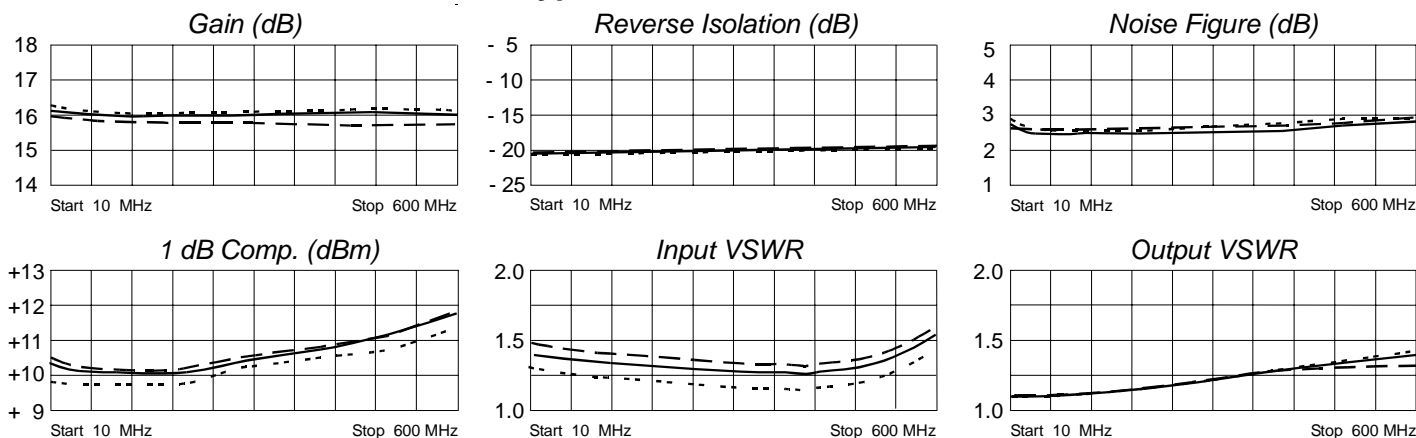 Gain (dB)
18
17
16
15
14
Start 10 MHz
Stop 600 MHz
Reverse Isolation (dB)
- 5
- 10
- 15
- 20
- 25
Start 10 MHz
Stop 600 MHz
Noise Figure (dB)
5
4
3
2
1
Start 10 MHz
Stop 600 MHz
1 dB Comp. (dBm)
+13
+12
+11
+10
+ 9
Start 10 MHz
Stop 600 MHz
Input VSWR
2.0
1.5
1.0
Start 10 MHz
Stop 600 MHz
Output VSWR
2.0
1.5
1.0
Start 10 MHz
Stop 600 MHz